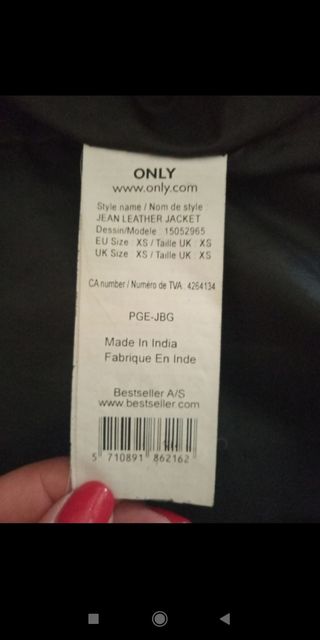 ONLY
www.only.com
Style name / Nom de style
JEAN LEATHER JACKET
Dessin/Modele : 15052965
EU Size : XS / Taille UK : XS
UK Size : XS / Taille UK : XS
CA number / Numéro de TVA : 4264134
PGE-JBG
Made In India
Fabrique En Inde
Bestseller A/S
www.bestseller.com
5 710891 862162